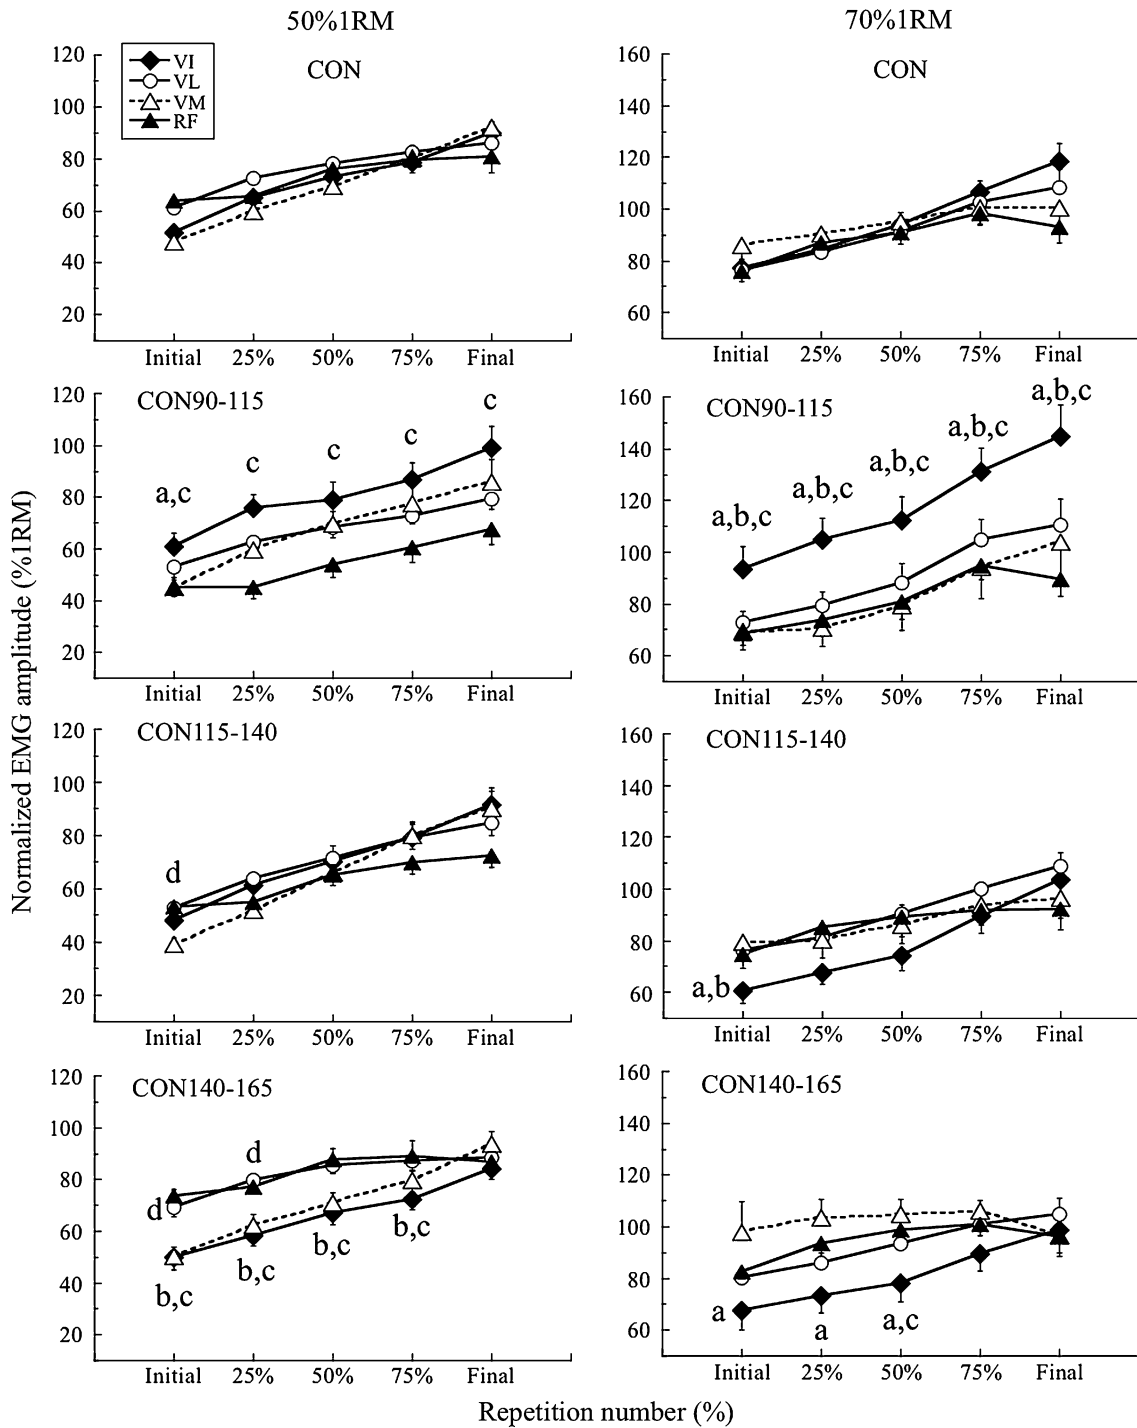 50%1RM
70%1RM
Normalized EMG amplitude (%1RM)
CON
VI
VL
VM
RF
120
100
80
60
40
20
Initial 25% 50% 75% Final
CON
160
140
120
100
80
60
Initial 25% 50% 75% Final
CON90-115
120
100
80
60
40
20
a,c
c
c
c
c
Initial 25% 50% 75% Final
CON90-115
160
140
120
100
80
60
a,b,c
a,b,c
a,b,c
a,b,c
a,b,c
Initial 25% 50% 75% Final
CON115-140
120
100
80
60
40
20
d
Initial 25% 50% 75% Final
CON115-140
160
140
120
100
80
60
a,b
Initial 25% 50% 75% Final
CON140-165
120
100
80
60
40
20
d
d
b,c
b,c
b,c
b,c
Initial 25% 50% 75% Final
CON140-165
160
140
120
100
80
60
a
a
a,c
Initial 25% 50% 75% Final
Repetition number (%)